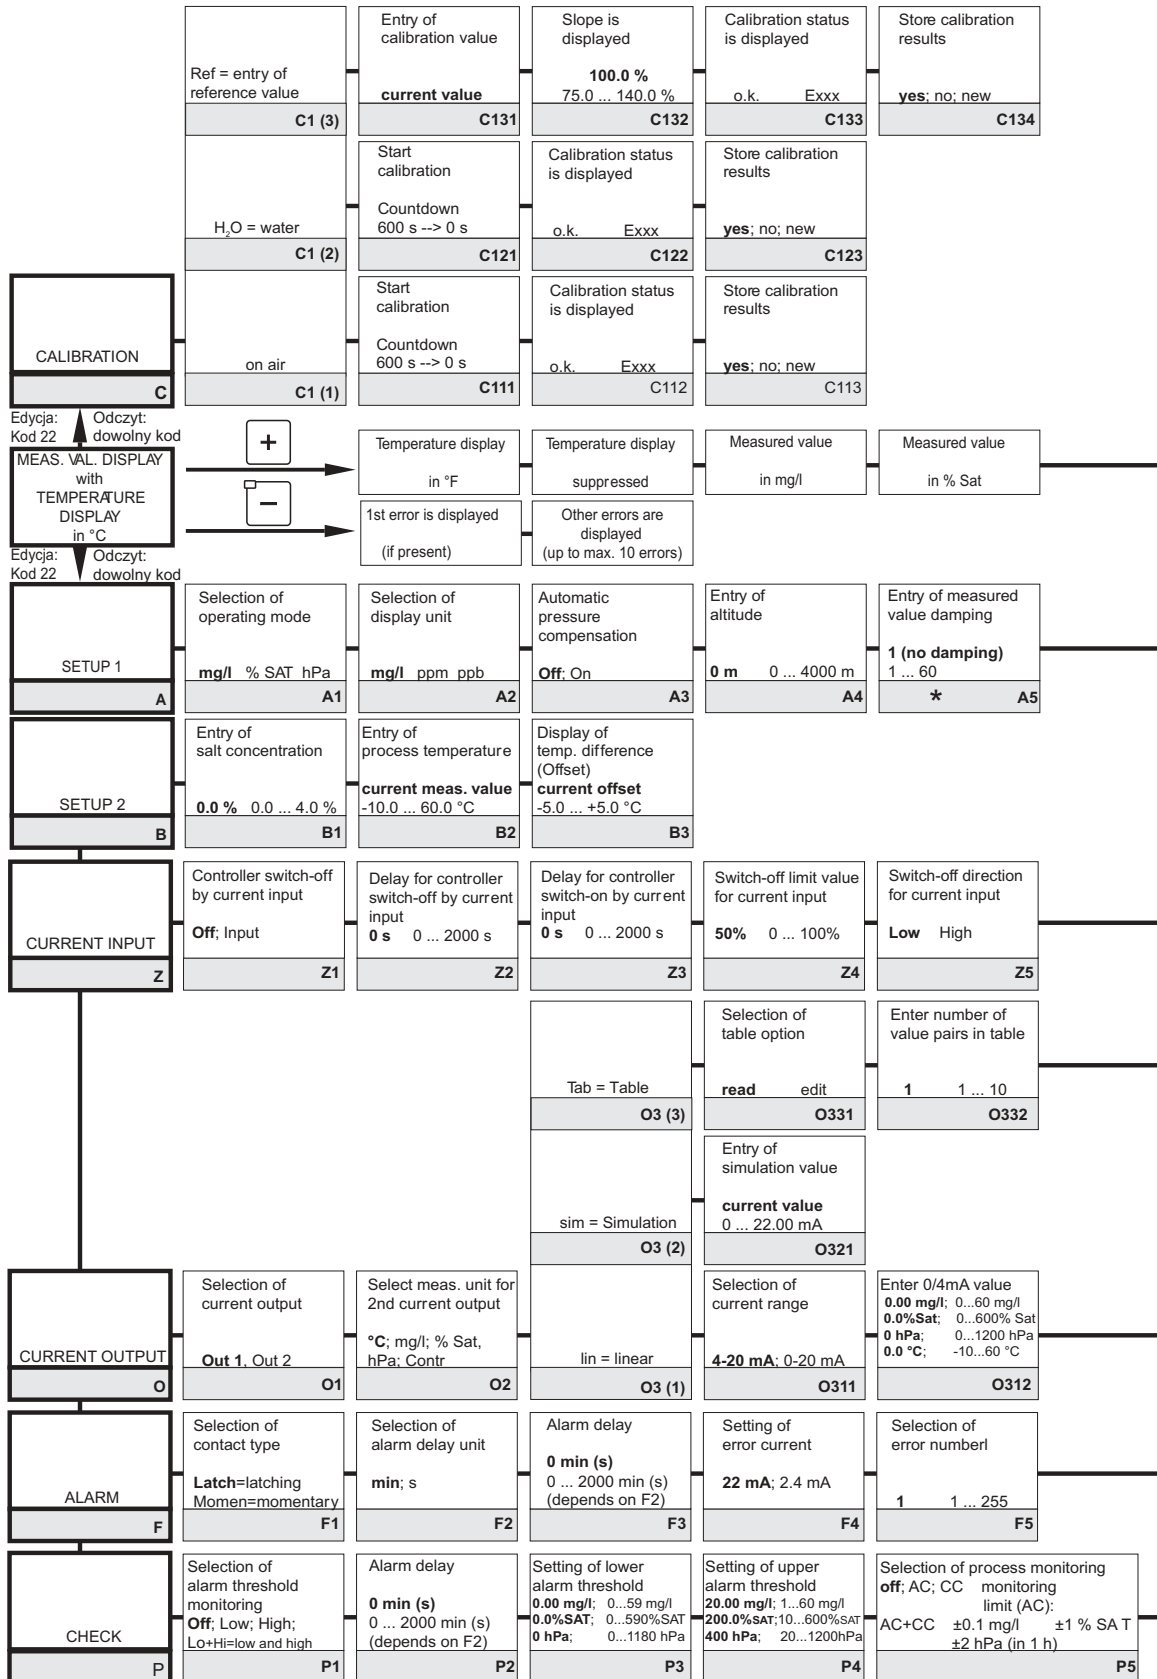 Ref = entry of
reference value
C1 (3)
Entry of
calibration value
current value
C131
Slope is
displayed
100.0 %
75.0 ... 140.0 %
C132
Calibration status
is displayed
o.k. Exxx
C133
Store calibration
results
yes; no; new
C134
H₂O = water
C1 (2)
Start
calibration
Countdown
600 s --> 0 s
C121
Calibration status
is displayed
o.k. Exxx
C122
Store calibration
results
yes; no; new
C123
CALIBRATION
C
on air
C1 (1)
Start
calibration
Countdown
600 s --> 0 s
C111
Calibration status
is displayed
o.k. Exxx
C112
Store calibration
results
yes; no; new
C113
Edycja:
Kod 22
Odczyt:
dowolny kod
MEAS. VAL. DISPLAY
with
TEMPERATURE
DISPLAY
in °C
+
Temperature display
in °F
Temperature display
suppressed
Measured value
in mg/l
Measured value
in % Sat
−
1st error is displayed
(if present)
Other errors are
displayed
(up to max. 10 errors)
Edycja:
Kod 22
Odczyt:
dowolny kod
SETUP 1
A
Selection of
operating mode
mg/l % SAT hPa
A1
Selection of
display unit
mg/l ppm ppb
A2
Automatic
pressure
compensation
Off; On
A3
Entry of
altitude
0 m 0 ... 4000 m
A4
Entry of measured
value damping
1 (no damping)
1 ... 60
* A5
SETUP 2
B
Entry of
salt concentration
0.0 % 0.0 ... 4.0 %
B1
Entry of
process temperature
current meas. value
-10.0 ... 60.0 °C
B2
Display of
temp. difference
(Offset)
current offset
-5.0 ... +5.0 °C
B3
CURRENT INPUT
Z
Controller switch-off
by current input
Off; Input
Z1
Delay for controller
switch-off by current
input
0 s 0 ... 2000 s
Z2
Delay for controller
switch-on by current
input
0 s 0 ... 2000 s
Z3
Switch-off limit value
for current input
50% 0 ... 100%
Z4
Switch-off direction
for current input
Low High
Z5
Tab = Table
O3 (3)
Selection of
table option
read edit
O331
Enter number of
value pairs in table
1 1 ... 10
O332
sim = Simulation
O3 (2)
Entry of
simulation value
current value
0 ... 22.00 mA
O321
CURRENT OUTPUT
O
Selection of
current output
Out 1, Out 2
O1
Select meas. unit for
2nd current output
°C; mg/l; % Sat,
hPa; Contr
O2
lin = linear
O3 (1)
Selection of
current range
4-20 mA; 0-20 mA
O311
Enter 0/4mA value
0.00 mg/l; 0...60 mg/l
0.0%Sat; 0...600% Sat
0 hPa; 0...1200 hPa
0.0 °C; -10...60 °C
O312
ALARM
F
Selection of
contact type
Latch=latching
Momen=momentary
F1
Selection of
alarm delay unit
min; s
F2
Alarm delay
0 min (s)
0 ... 2000 min (s)
(depends on F2)
F3
Setting of
error current
22 mA; 2.4 mA
F4
Selection of
error numberl
1 1 ... 255
F5
CHECK
P
Selection of
alarm threshold
monitoring
Off; Low; High;
Lo+Hi=low and high
P1
Alarm delay
0 min (s)
0 ... 2000 min (s)
(depends on F2)
P2
Setting of lower
alarm threshold
0.00 mg/l; 0...59 mg/l
0.0%SAT; 0...590%SAT
0 hPa; 0...1180 hPa
P3
Setting of upper
alarm threshold
20.00 mg/l; 1...60 mg/l
200.0%SAT;10...600%SAT
400 hPa; 20...1200hPa
P4
Selection of process monitoring
off; AC; CC monitoring
limit (AC):
AC+CC ±0.1 mg/l ±1 % SA T
±2 hPa (in 1 h)
P5